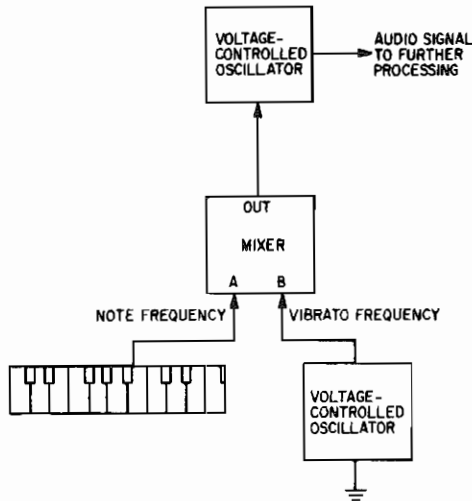 VOLTAGE-
CONTROLLED
OSCILLATOR
AUDIO SIGNAL
TO FURTHER
PROCESSING
OUT
MIXER
A B
NOTE FREQUENCY
VIBRATO FREQUENCY
VOLTAGE-
CONTROLLED
OSCILLATOR